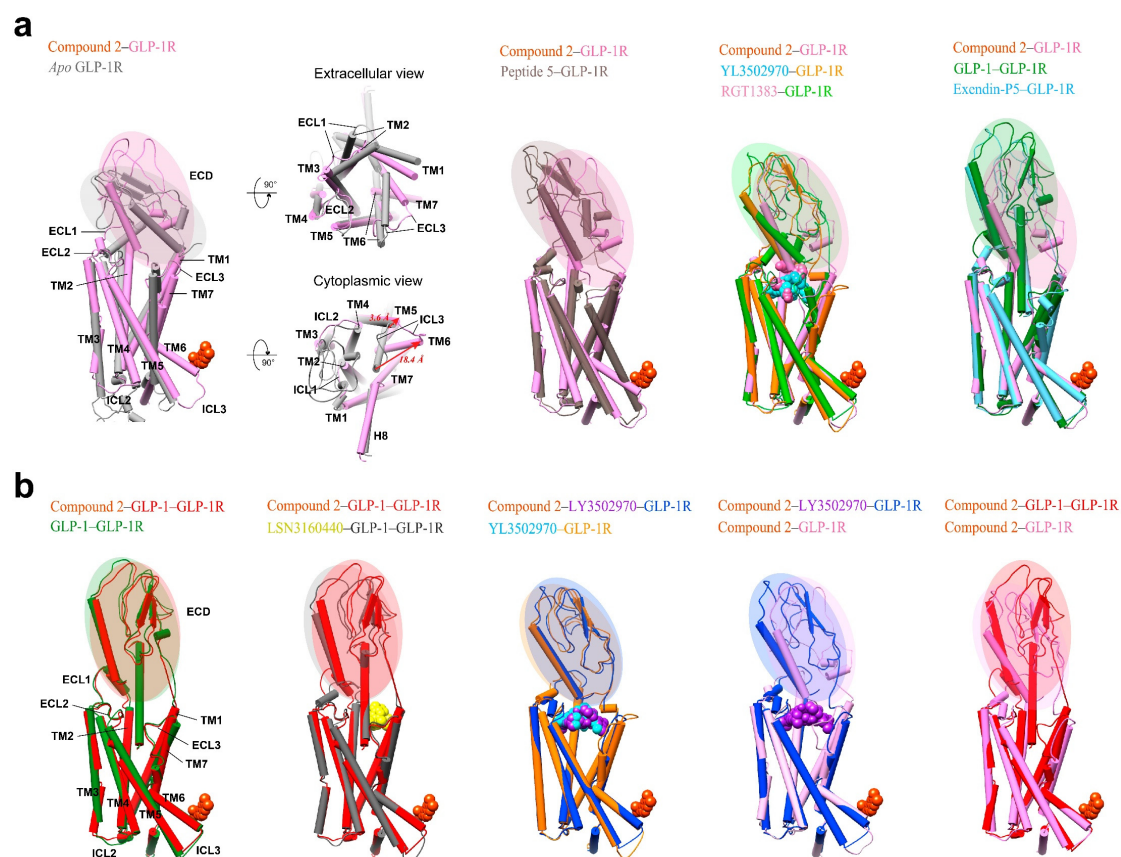 a
Compound 2–GLP-1R
Apo GLP-1R
Extracellular view
ECL1
TM2
TM3
TM1
ECL2
TM7
TM4
TM5
TM6
ECL3
90°
ECD
ECL1
ECL2
TM1
ECL3
TM2
TM7
TM3
TM4
TM5
TM6
ICL2
ICL3
Cytoplasmic view
TM4
ICL2
3.6 Å
TM5
ICL3
TM3
TM6
TM2
18.4 Å
TM7
ICL1
TM1
H8
90°
Peptide 5–GLP-1R
Compound 2–GLP-1R
Compound 2–GLP-1R
YL3502970–GLP-1R
RGT1383–GLP-1R
Compound 2–GLP-1R
GLP-1–GLP-1R
Exendin-P5–GLP-1R
b
Compound 2–GLP-1–GLP-1R
GLP-1–GLP-1R
ECD
ECL1
ECL2
TM1
TM2
ECL3
TM7
TM3
TM4
TM6
TM5
ICL2
ICL3
Compound 2–GLP-1–GLP-1R
LSN3160440–GLP-1–GLP-1R
Compound 2–LY3502970–GLP-1R
YL3502970–GLP-1R
Compound 2–LY3502970–GLP-1R
Compound 2–GLP-1R
Compound 2–GLP-1–GLP-1R
Compound 2–GLP-1R